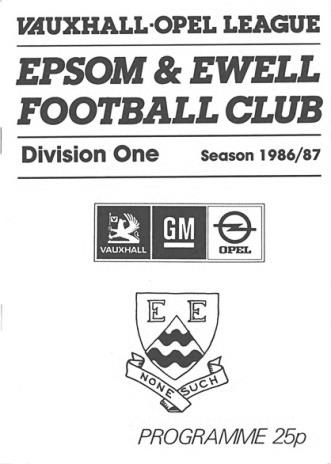 VAUXHALL-OPEL LEAGUE
EPSOM & EWELL
FOOTBALL CLUB
Division One Season 1986/87
VAUXHALL GM OPEL
E E
NONE SUCH
PROGRAMME 25p